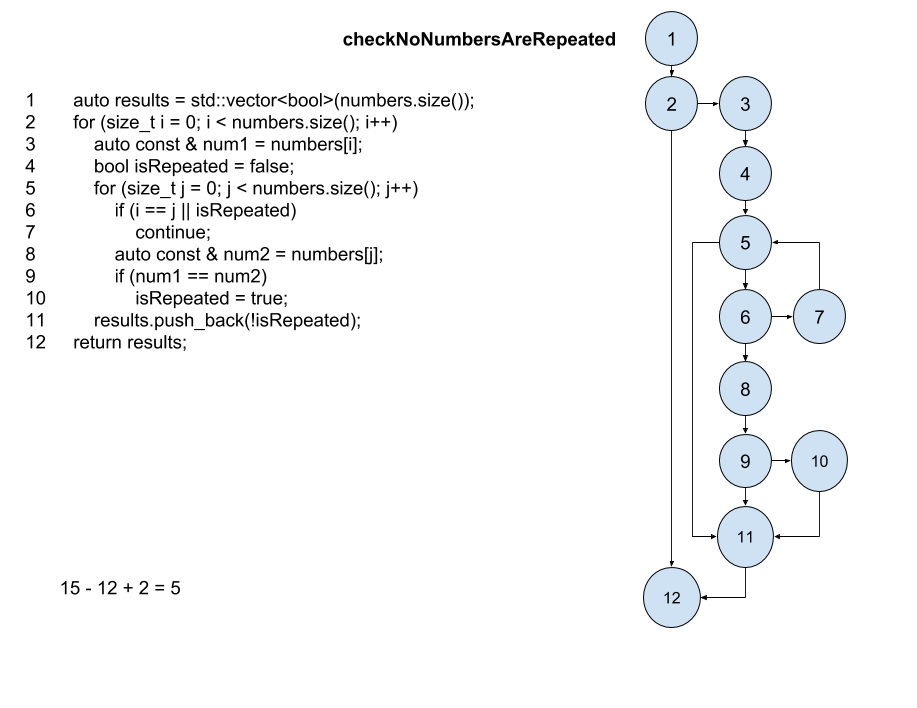 checkNoNumbersAreRepeated
1 auto results = std::vector<bool>(numbers.size());
2 for (size_t i = 0; i < numbers.size(); i++)
3 auto const & num1 = numbers[i];
4 bool isRepeated = false;
5 for (size_t j = 0; j < numbers.size(); j++)
6 if (i == j || isRepeated)
7 continue;
8 auto const & num2 = numbers[j];
9 if (num1 == num2)
10 isRepeated = true;
11 results.push_back(!isRepeated);
12 return results;
15 - 12 + 2 = 5
1
2 3
4
5
6 7
8
9 10
11
12